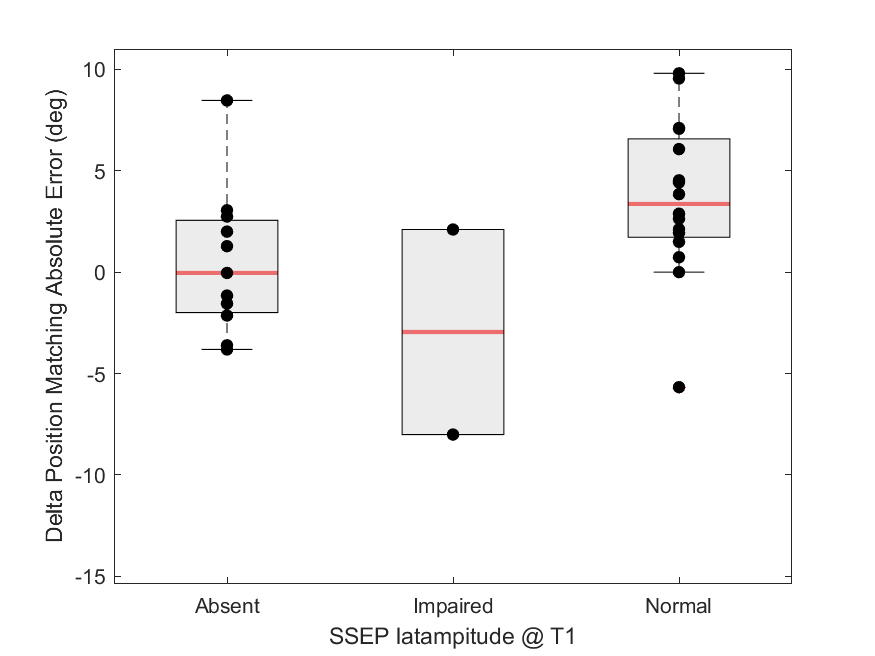 Delta Position Matching Absolute Error (deg)
10
5
0
-5
-10
-15
Absent Impaired Normal
SSEP latampitude @ T1